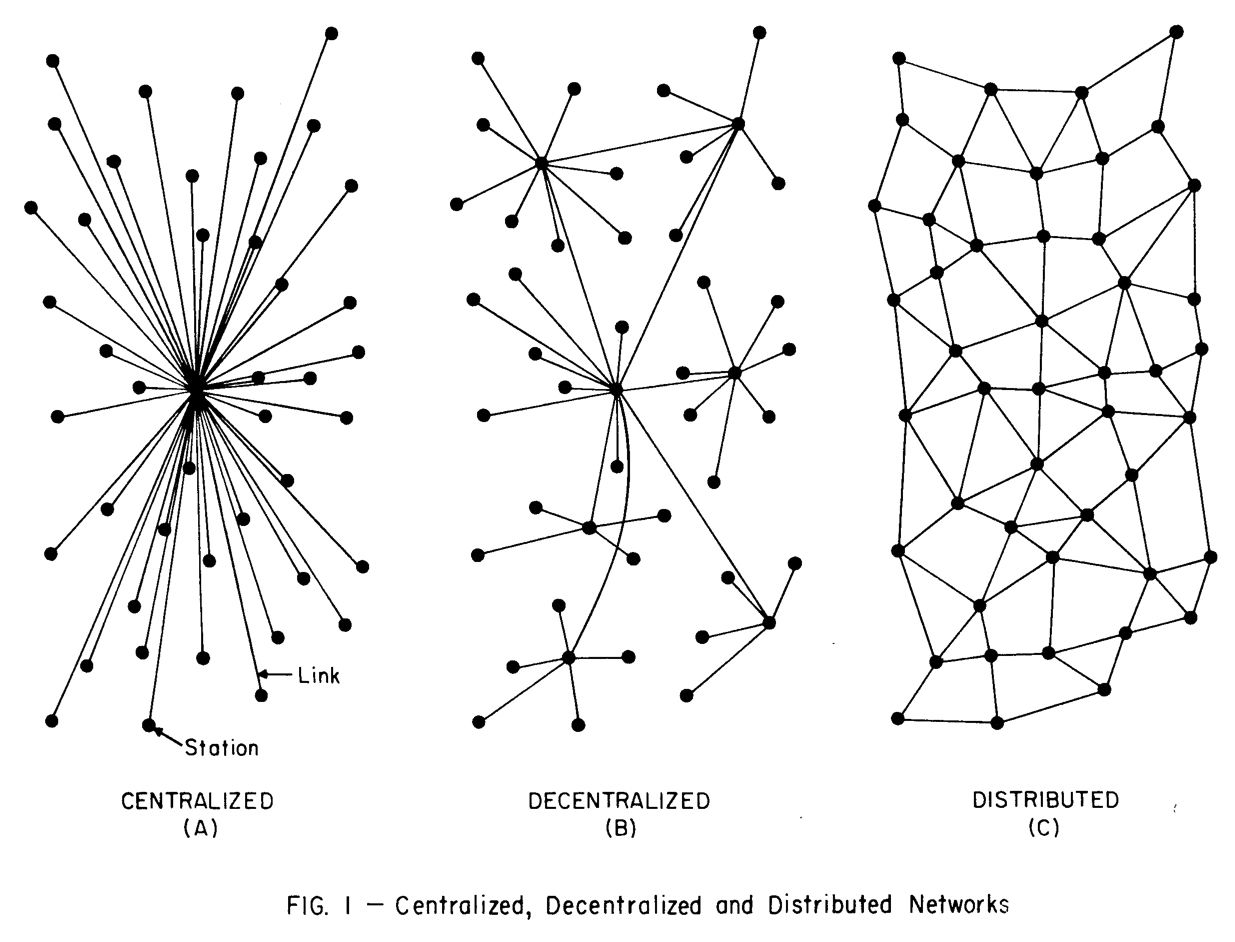 Link
Station
CENTRALIZED
(A)
DECENTRALIZED
(B)
DISTRIBUTED
(C)
FIG. I — Centralized, Decentralized and Distributed Networks